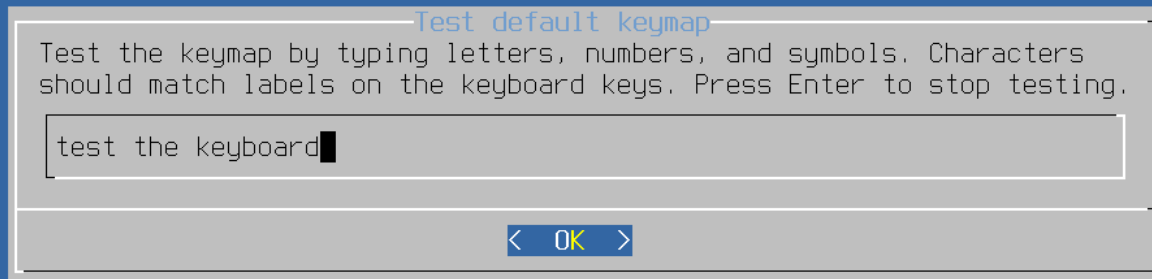 Test default keymap
Test the keymap by typing letters, numbers, and symbols. Characters
should match labels on the keyboard keys. Press Enter to stop testing.
test the keyboard
< OK >